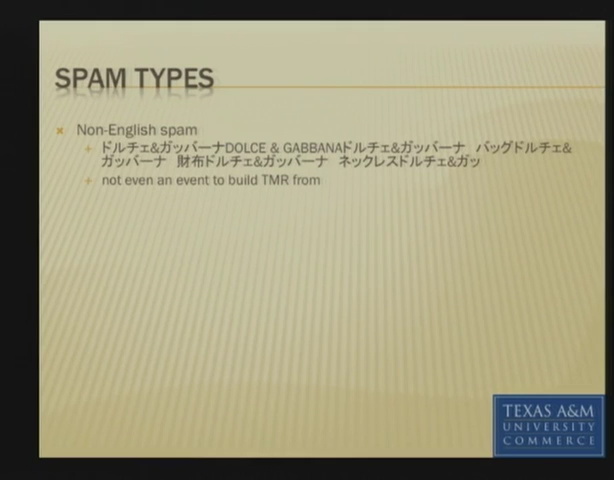 SPAM TYPES
Non-English spam
ドルチェ&ガッバーナDOLCE & GABBANAドルチェ&ガッバーナ　バッグドルチェ&
ガッバーナ　財布ドルチェ&ガッバーナ　ネックレスドルチェ&ガッ
not even an event to build TMR from
TEXAS A&M
UNIVERSITY
COMMERCE